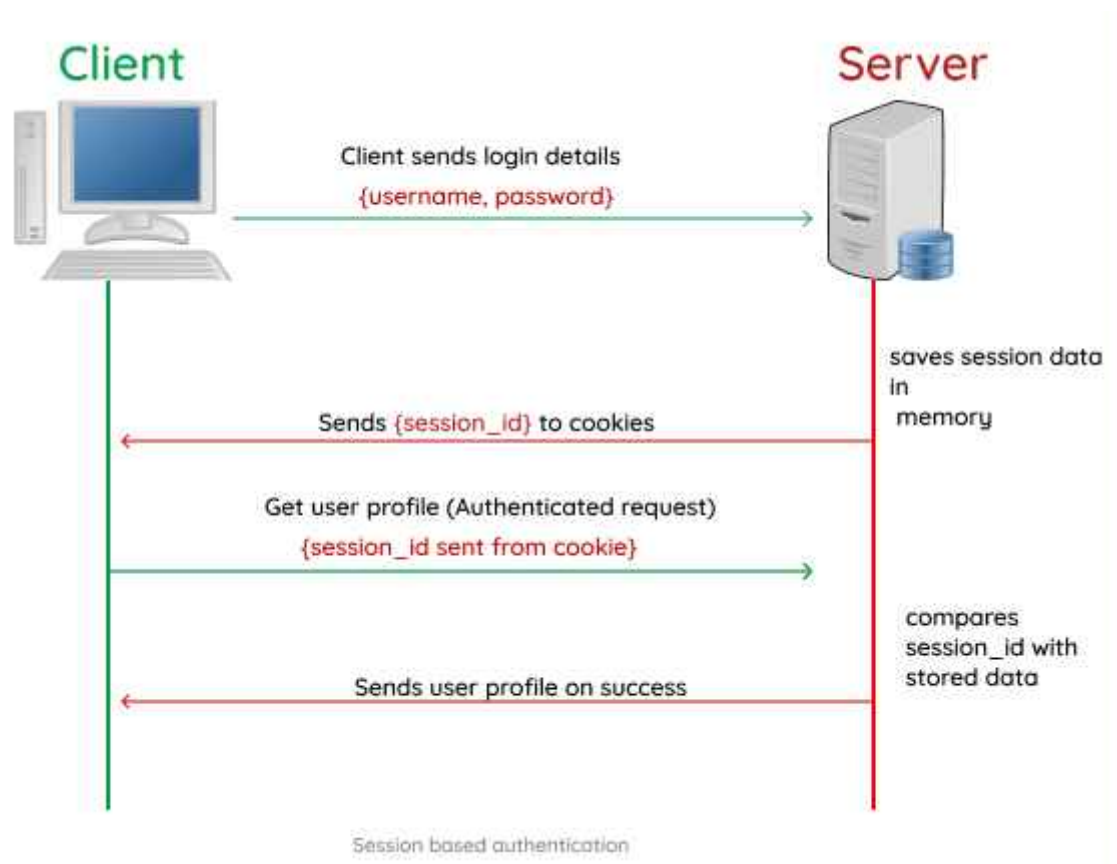 Client
Server
Client sends login details
{username, password}
saves session data
in
memory
Sends {session_id} to cookies
Get user profile (Authenticated request)
{session_id sent from cookie}
compares
session_id with
stored data
Sends user profile on success
Session based authentication